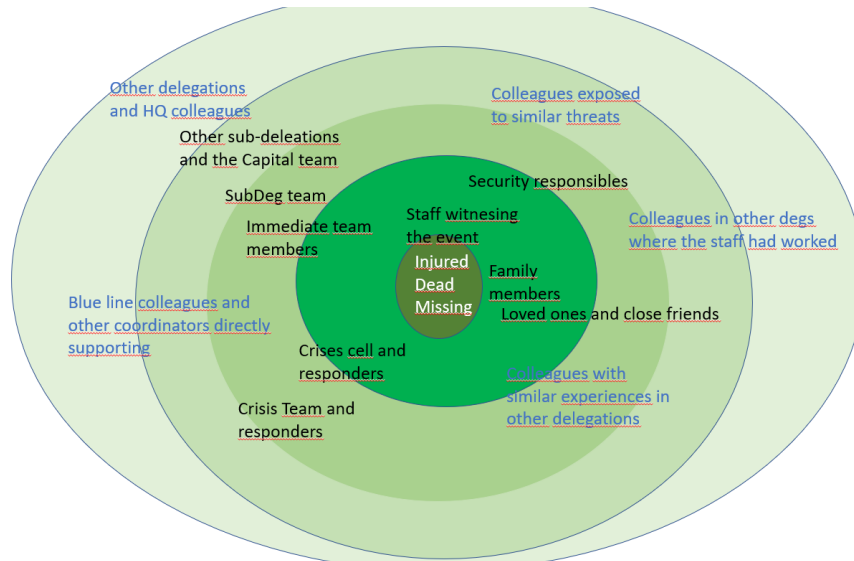 Other delegations
and HQ colleagues
Colleagues exposed
to similar threats
Other sub-deleations
and the Capital team
Security responsibles
SubDeg team
Staff witnesing
the event
Immediate team
members
Colleagues in other degs
where the staff had worked
Injured
Dead
Missing
Family
members
Loved ones and close friends
Blue line colleagues and
other coordinators directly
supporting
Crises cell and
responders
Colleagues with
similar experiences in
other delegations
Crisis Team and
responders